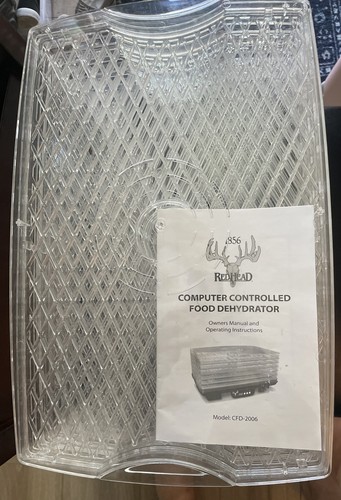 1856
REDHEAD
COMPUTER CONTROLLED
FOOD DEHYDRATOR
Owners Manual and
Operating Instructions
Model: CFD-2006